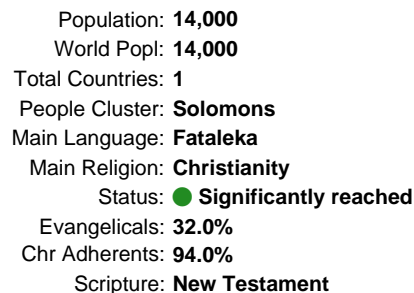 Population: 14,000
World Popl: 14,000
Total Countries: 1
People Cluster: Solomons
Main Language: Fataleka
Main Religion: Christianity
Status: Significantly reached
Evangelicals: 32.0%
Chr Adherents: 94.0%
Scripture: New Testament